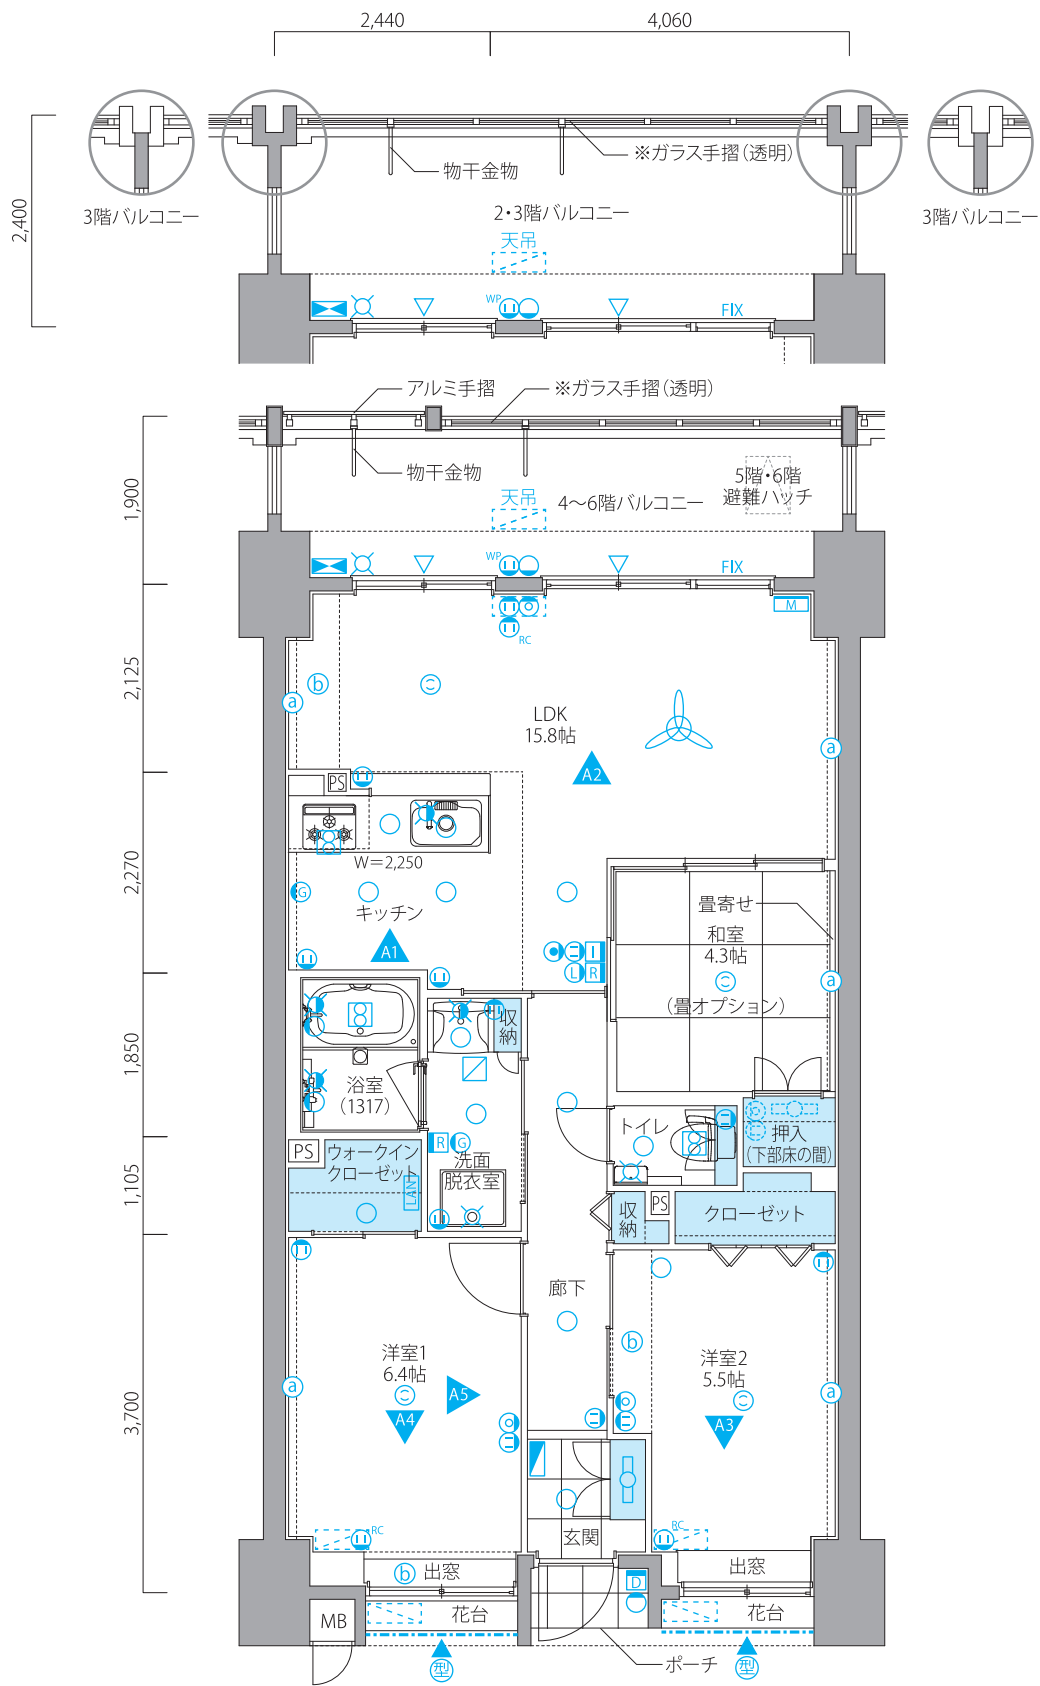 2,440
4,060
※ガラス手摺（透明）
物干金物
3階バルコニー
2・3階バルコニー
3階バルコニー
2,400
天吊
WP
FIX
アルミ手摺
※ガラス手摺（透明）
物干金物
5階・6階
避難ハッチ
天吊
4～6階バルコニー
1,900
WP
FIX
M
RC
b
c
a
LDK
15.8帖
a
2,125
A2
PS
W＝2,250
2,270
G
キッチン
A1
畳寄せ
和室
4.3帖
c
a
（畳オプション）
L
R
収
納
1,850
浴室
（1317）
トイレ
押入
（下部床の間）
PS
ウォークイン
クローゼット
LAN
R
G
洗面
脱衣室
1,105
収
納
PS
クローゼット
廊下
洋室1
6.4帖
c
a
A4
A5
b
洋室2
5.5帖
c
a
A3
3,700
玄関
RC
RC
b
出窓
出窓
D
MB
花台
花台
型
型
ポーチ